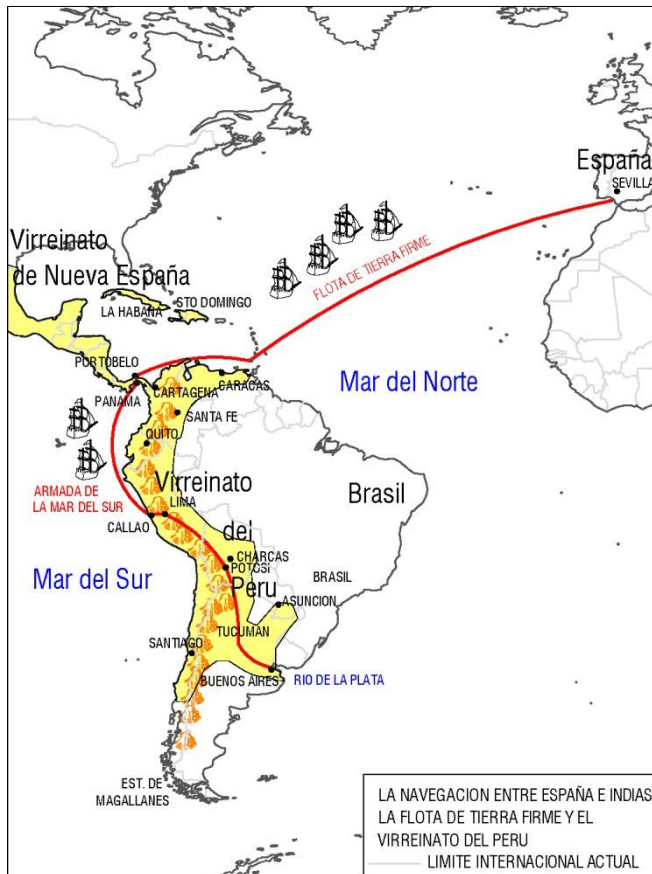 España
SEVILLA
Virreinato
de Nueva España
FLOTA DE TIERRA FIRME
LA HABANA
STO DOMINGO
PORTOBELO
PANAMA
CARTAGENA
CARACAS
Mar del Norte
SANTA FE
QUITO
ARMADA DE
LA MAR DEL SUR
Virreinato
LIMA
Brasil
CALLAO
del
CHARCAS
POTOSi
Mar del Sur
Peru
BRASIL
ASUNCION
TUCUMAN
SANTIAGO
BUENOS AIRES
RIO DE LA PLATA
EST. DE
MAGALLANES
LA NAVEGACION ENTRE ESPAÑA E INDIAS
LA FLOTA DE TIERRA FIRME Y EL
VIRREINATO DEL PERU
LIMITE INTERNACIONAL ACTUAL